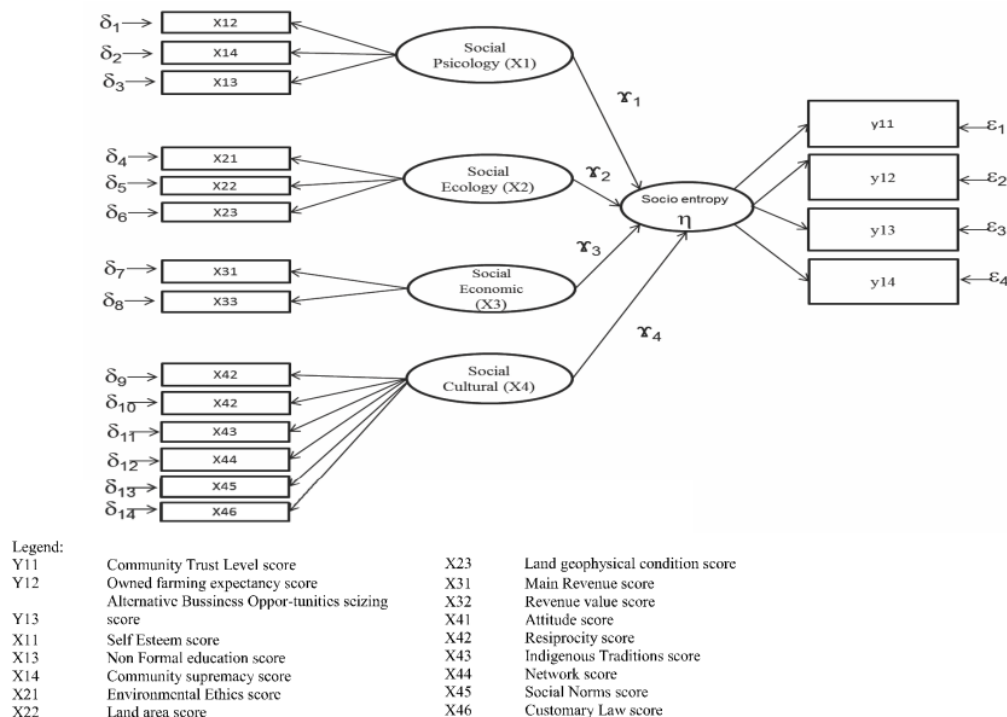 δ1 X12
δ2 X14
δ3 X13
Social
Psicology (X1)
ɤ1
δ4 X21
δ5 X22
δ6 X23
Social
Ecology (X2)
ɤ2
δ7 X31
δ8 X33
Social
Economic
(X3)
ɤ3
δ9 X42
δ10 X42
δ11 X43
δ12 X44
δ13 X45
δ14 X46
Social
Cultural (X4)
ɤ4
Socio entropy
η
y11 ε1
y12 ε2
y13 ε3
y14 ε4
Legend:
Y11 Community Trust Level score
Y12 Owned farming expectancy score
Alternative Bussiness Oppor-tunities seizing
Y13 score
X11 Self Esteem score
X13 Non Formal education score
X14 Community supremacy score
X21 Environmental Ethics score
X22 Land area score
X23 Land geophysical condition score
X31 Main Revenue score
X32 Revenue value score
X41 Attitude score
X42 Resiprocity score
X43 Indigenous Traditions score
X44 Network score
X45 Social Norms score
X46 Customary Law score